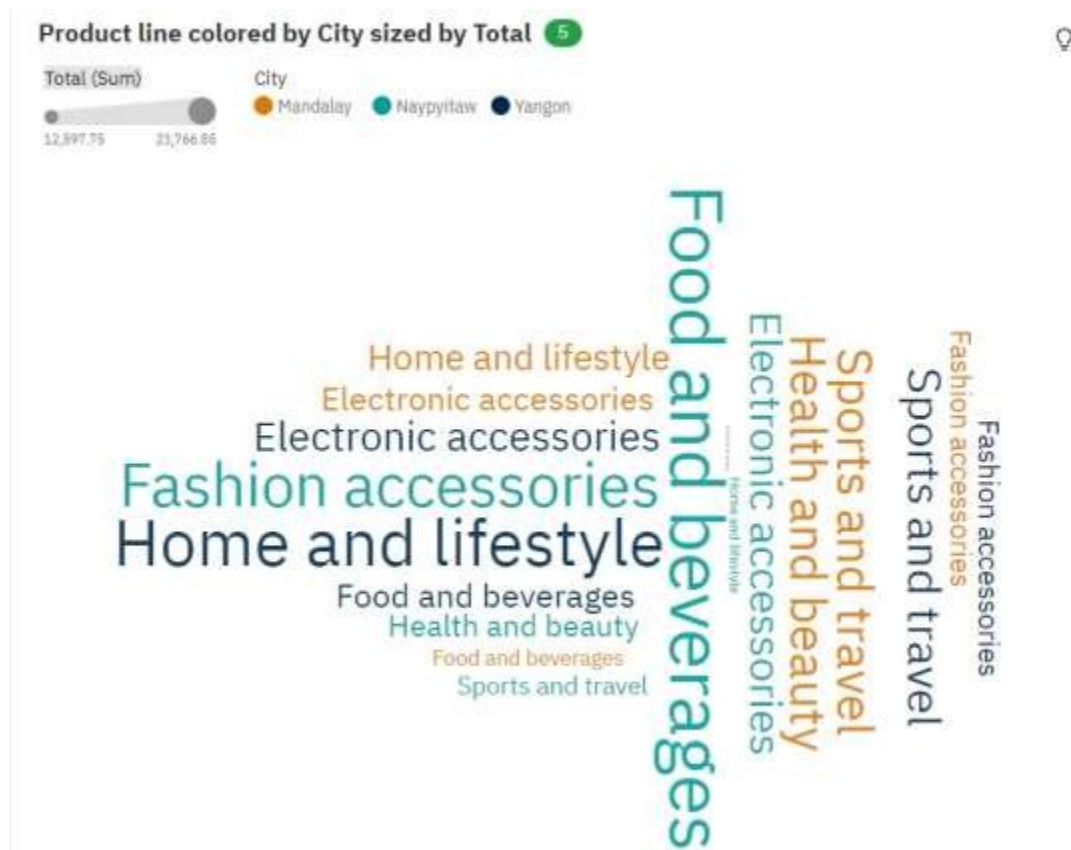 Product line colored by City sized by Total 5
Total (Sum)
12,597.75 23,766.85
City
Mandalay Naypyitaw Yangon
Home and lifestyle
Electronic accessories
Electronic accessories
Fashion accessories
Home and lifestyle
Food and beverages
Health and beauty
Food and beverages
Sports and travel
Food and beverages
Home and lifestyle
Electronic accessories
Health and beauty
Sports and travel
Sports and travel
Fashion accessories
Fashion accessories